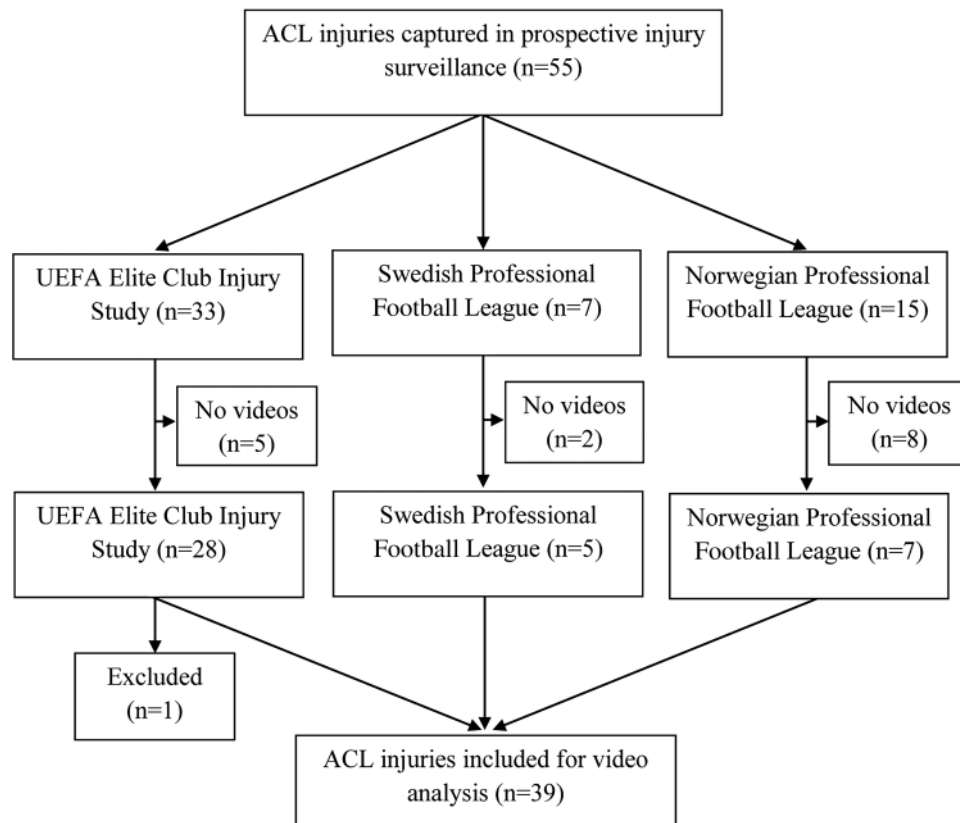 ACL injuries captured in prospective injury
surveillance (n=55)
UEFA Elite Club Injury
Study (n=33)
Swedish Professional
Football League (n=7)
Norwegian Professional
Football League (n=15)
No videos
(n=5)
No videos
(n=2)
No videos
(n=8)
UEFA Elite Club Injury
Study (n=28)
Swedish Professional
Football League (n=5)
Norwegian Professional
Football League (n=7)
Excluded
(n=1)
ACL injuries included for video
analysis (n=39)